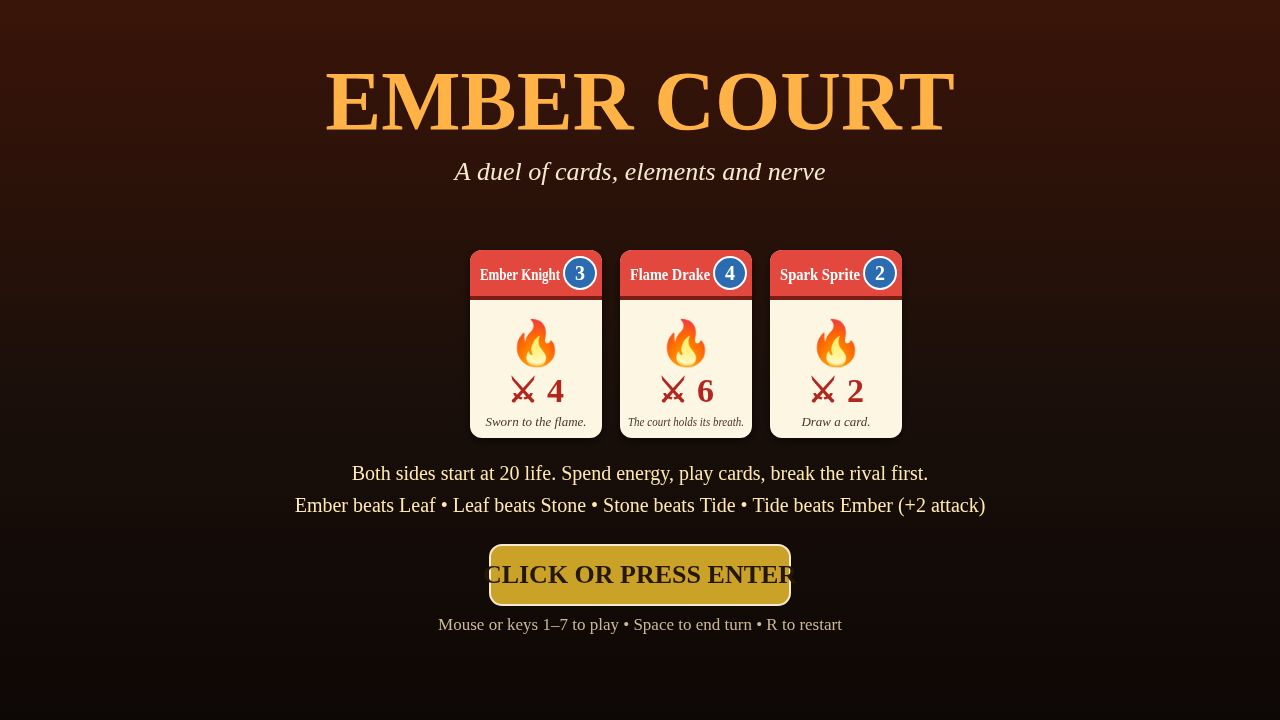 EMBER COURT
A duel of cards, elements and nerve
Ember Knight 3
Flame Drake 4
Spark Sprite 2
⚔ 4
⚔ 6
⚔ 2
Sworn to the flame.
The court holds its breath.
Draw a card.
Both sides start at 20 life. Spend energy, play cards, break the rival first.
Ember beats Leaf • Leaf beats Stone • Stone beats Tide • Tide beats Ember (+2 attack)
CLICK OR PRESS ENTER
Mouse or keys 1–7 to play • Space to end turn • R to restart